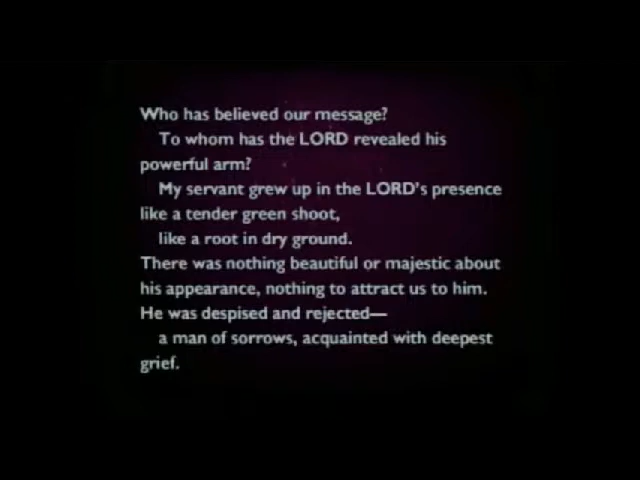 Who has believed our message?
To whom has the LORD revealed his
powerful arm?
My servant grew up in the LORD's presence
like a tender green shoot,
like a root in dry ground.
There was nothing beautiful or majestic about
his appearance, nothing to attract us to him.
He was despised and rejected—
a man of sorrows, acquainted with deepest
grief.